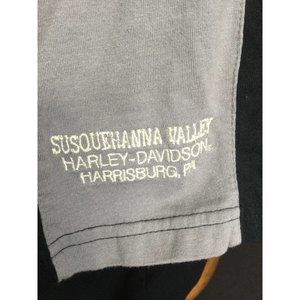 SUSQUEHANNA VALLEY
HARLEY-DAVIDSON
HARRISBURG, PA